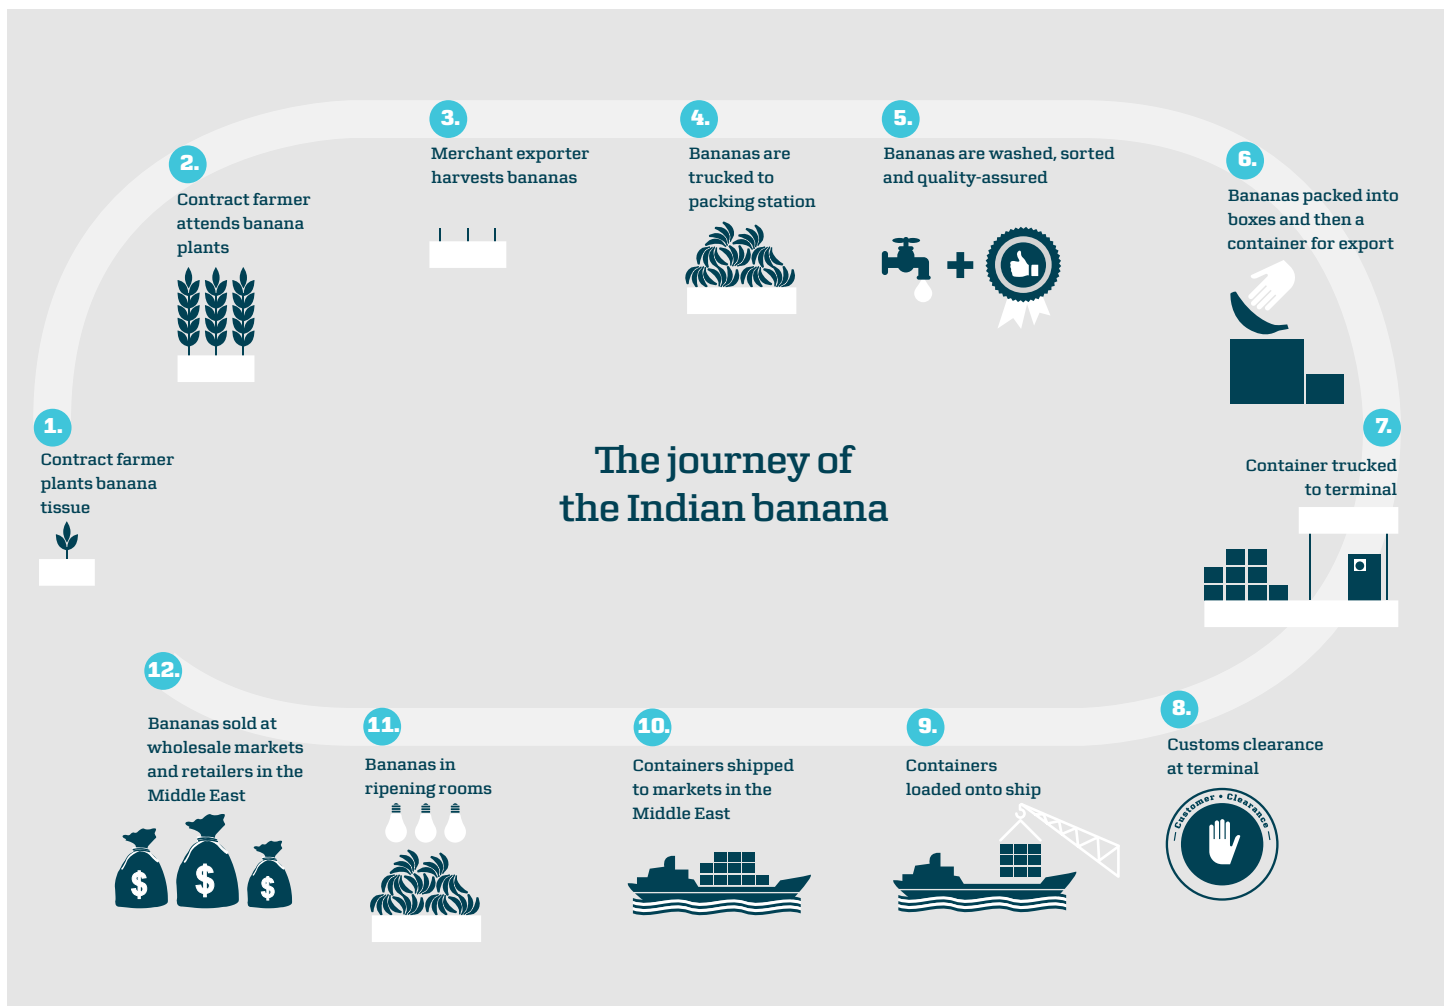 1.
Contract farmer
plants banana
tissue
2.
Contract farmer
attends banana
plants
3.
Merchant exporter
harvests bananas
4.
Bananas are
trucked to
packing station
5.
Bananas are washed, sorted
and quality-assured
6.
Bananas packed into
boxes and then a
container for export
7.
Container trucked
to terminal
The journey of
the Indian banana
8.
Customs clearance
at terminal
Customer • Clearance
9.
Containers
loaded onto ship
10.
Containers shipped
to markets in the
Middle East
11.
Bananas in
ripening rooms
12.
Bananas sold at
wholesale markets
and retailers in the
Middle East
$ $ $